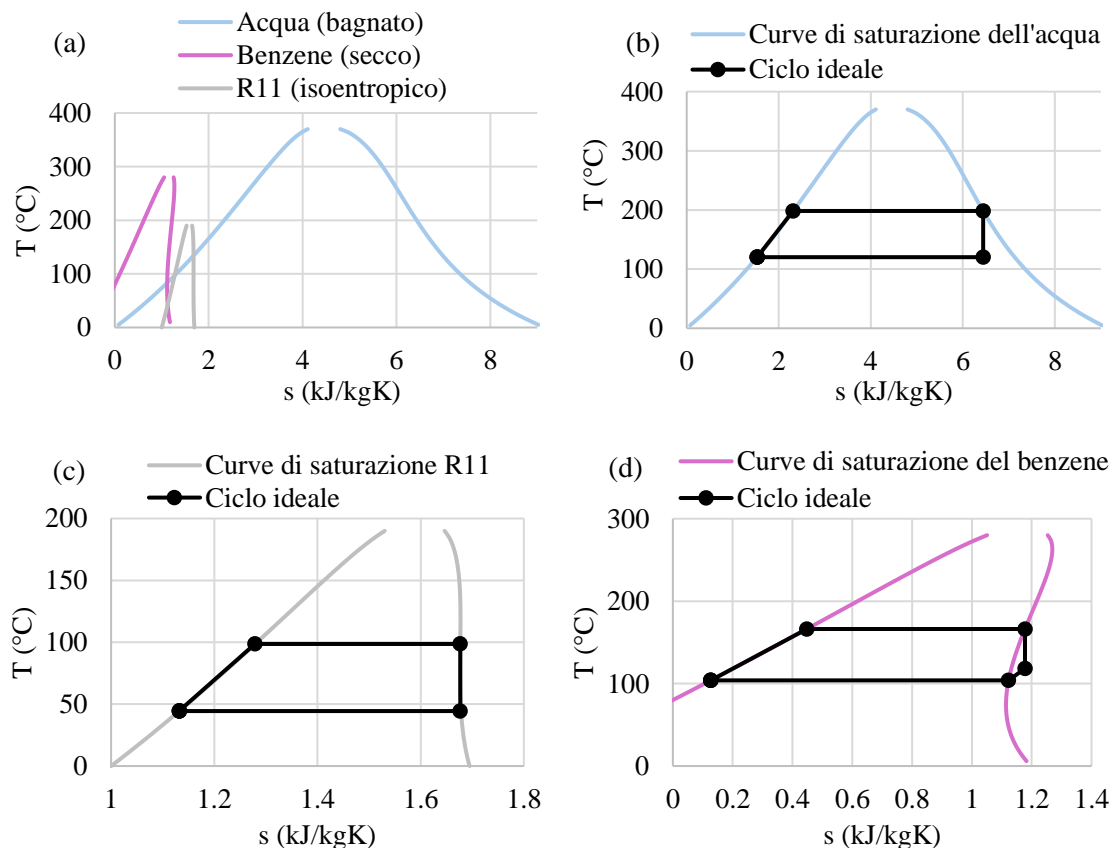 (a)
Acqua (bagnato)
Benzene (secco)
R11 (isoentropico)
400
300
200
100
0
T (°C)
0 2 4 6 8
s (kJ/kgK)
(b)
Curve di saturazione dell'acqua
Ciclo ideale
400
300
200
100
0
T (°C)
0 2 4 6 8
s (kJ/kgK)
(c)
Curve di saturazione R11
Ciclo ideale
200
150
100
50
0
T (°C)
1 1.2 1.4 1.6 1.8
s (kJ/kgK)
(d)
Curve di saturazione del benzene
Ciclo ideale
300
200
100
0
T (°C)
0 0.2 0.4 0.6 0.8 1 1.2 1.4
s (kJ/kgK)